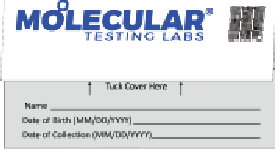 MOLECULAR®
TESTING LABS
↑ Tuck Cover Here ↑
Name
Date of Birth (MM/DD/YYYY)
Date of Collection (MM/DD/YYYY)